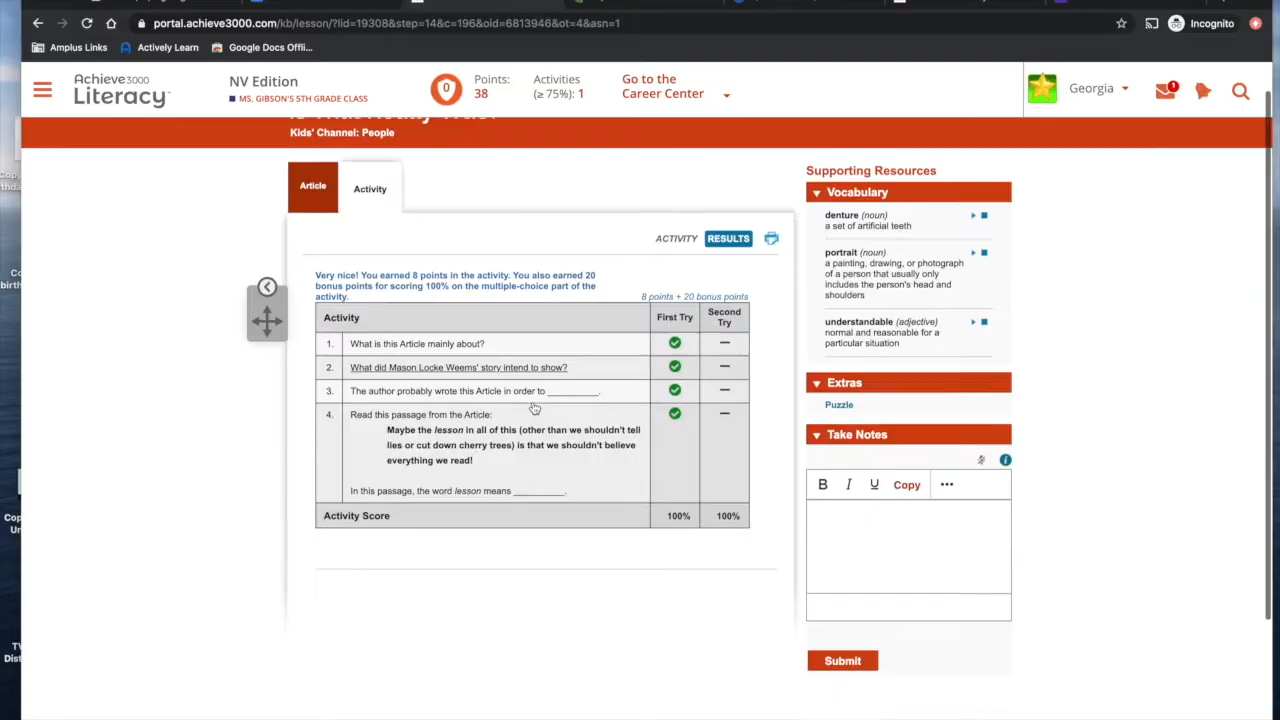 portal.achieve3000.com/kb/lesson/?lid=19308&step=14&c=196&oid=6813946&ot=4&asn=1
Incognito
Amplus Links
Actively Learn
Google Docs Offli...
Achieve3000
Literacy
NV Edition
MS. GIBSON'S 5TH GRADE CLASS
0
Points:
38
Activities
(≥ 75%): 1
Go to the
Career Center
Georgia
1
Kids' Channel: People
Article
Activity
ACTIVITY
RESULTS
Very nice! You earned 8 points in the activity. You also earned 20
bonus points for scoring 100% on the multiple-choice part of the
activity.
8 points + 20 bonus points
Activity
First Try
Second
Try
1. What is this Article mainly about?
2. What did Mason Locke Weems' story intend to show?
3. The author probably wrote this Article in order to __________.
4. Read this passage from the Article:
Maybe the lesson in all of this (other than we shouldn't tell
lies or cut down cherry trees) is that we shouldn't believe
everything we read!
In this passage, the word lesson means __________.
Activity Score
100%
100%
Supporting Resources
Vocabulary
denture (noun)
a set of artificial teeth
portrait (noun)
a painting, drawing, or photograph
of a person that usually only
includes the person's head and
shoulders
understandable (adjective)
normal and reasonable for a
particular situation
Extras
Puzzle
Take Notes
B I U Copy •••
Submit